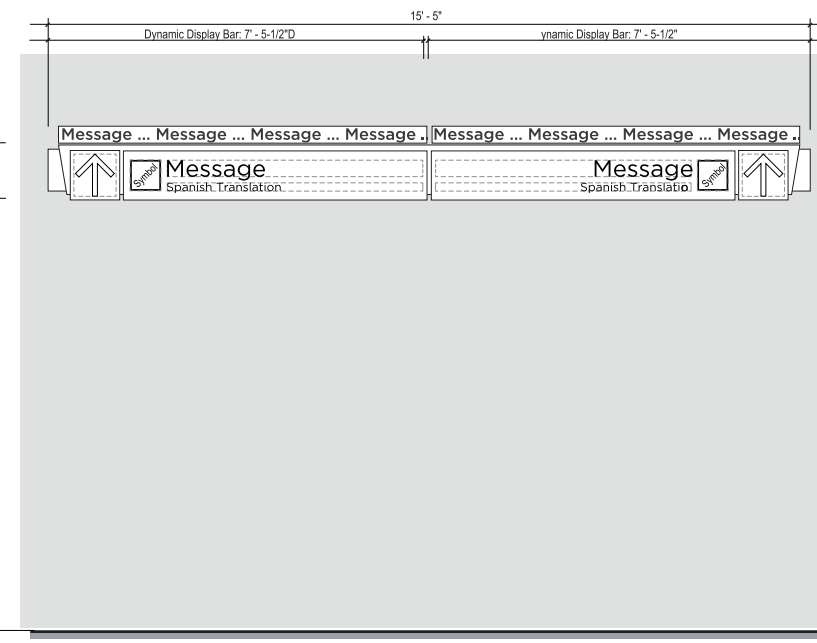 15' - 5"
Dynamic Display Bar: 7' - 5-1/2"D
ynamic Display Bar: 7' - 5-1/2"
Message ... Message ... Message ... Message ..
Message ... Message ... Message ... Message ..
Symbol
Message
Spanish Translation
Message
Spanish Translatio
Symbol